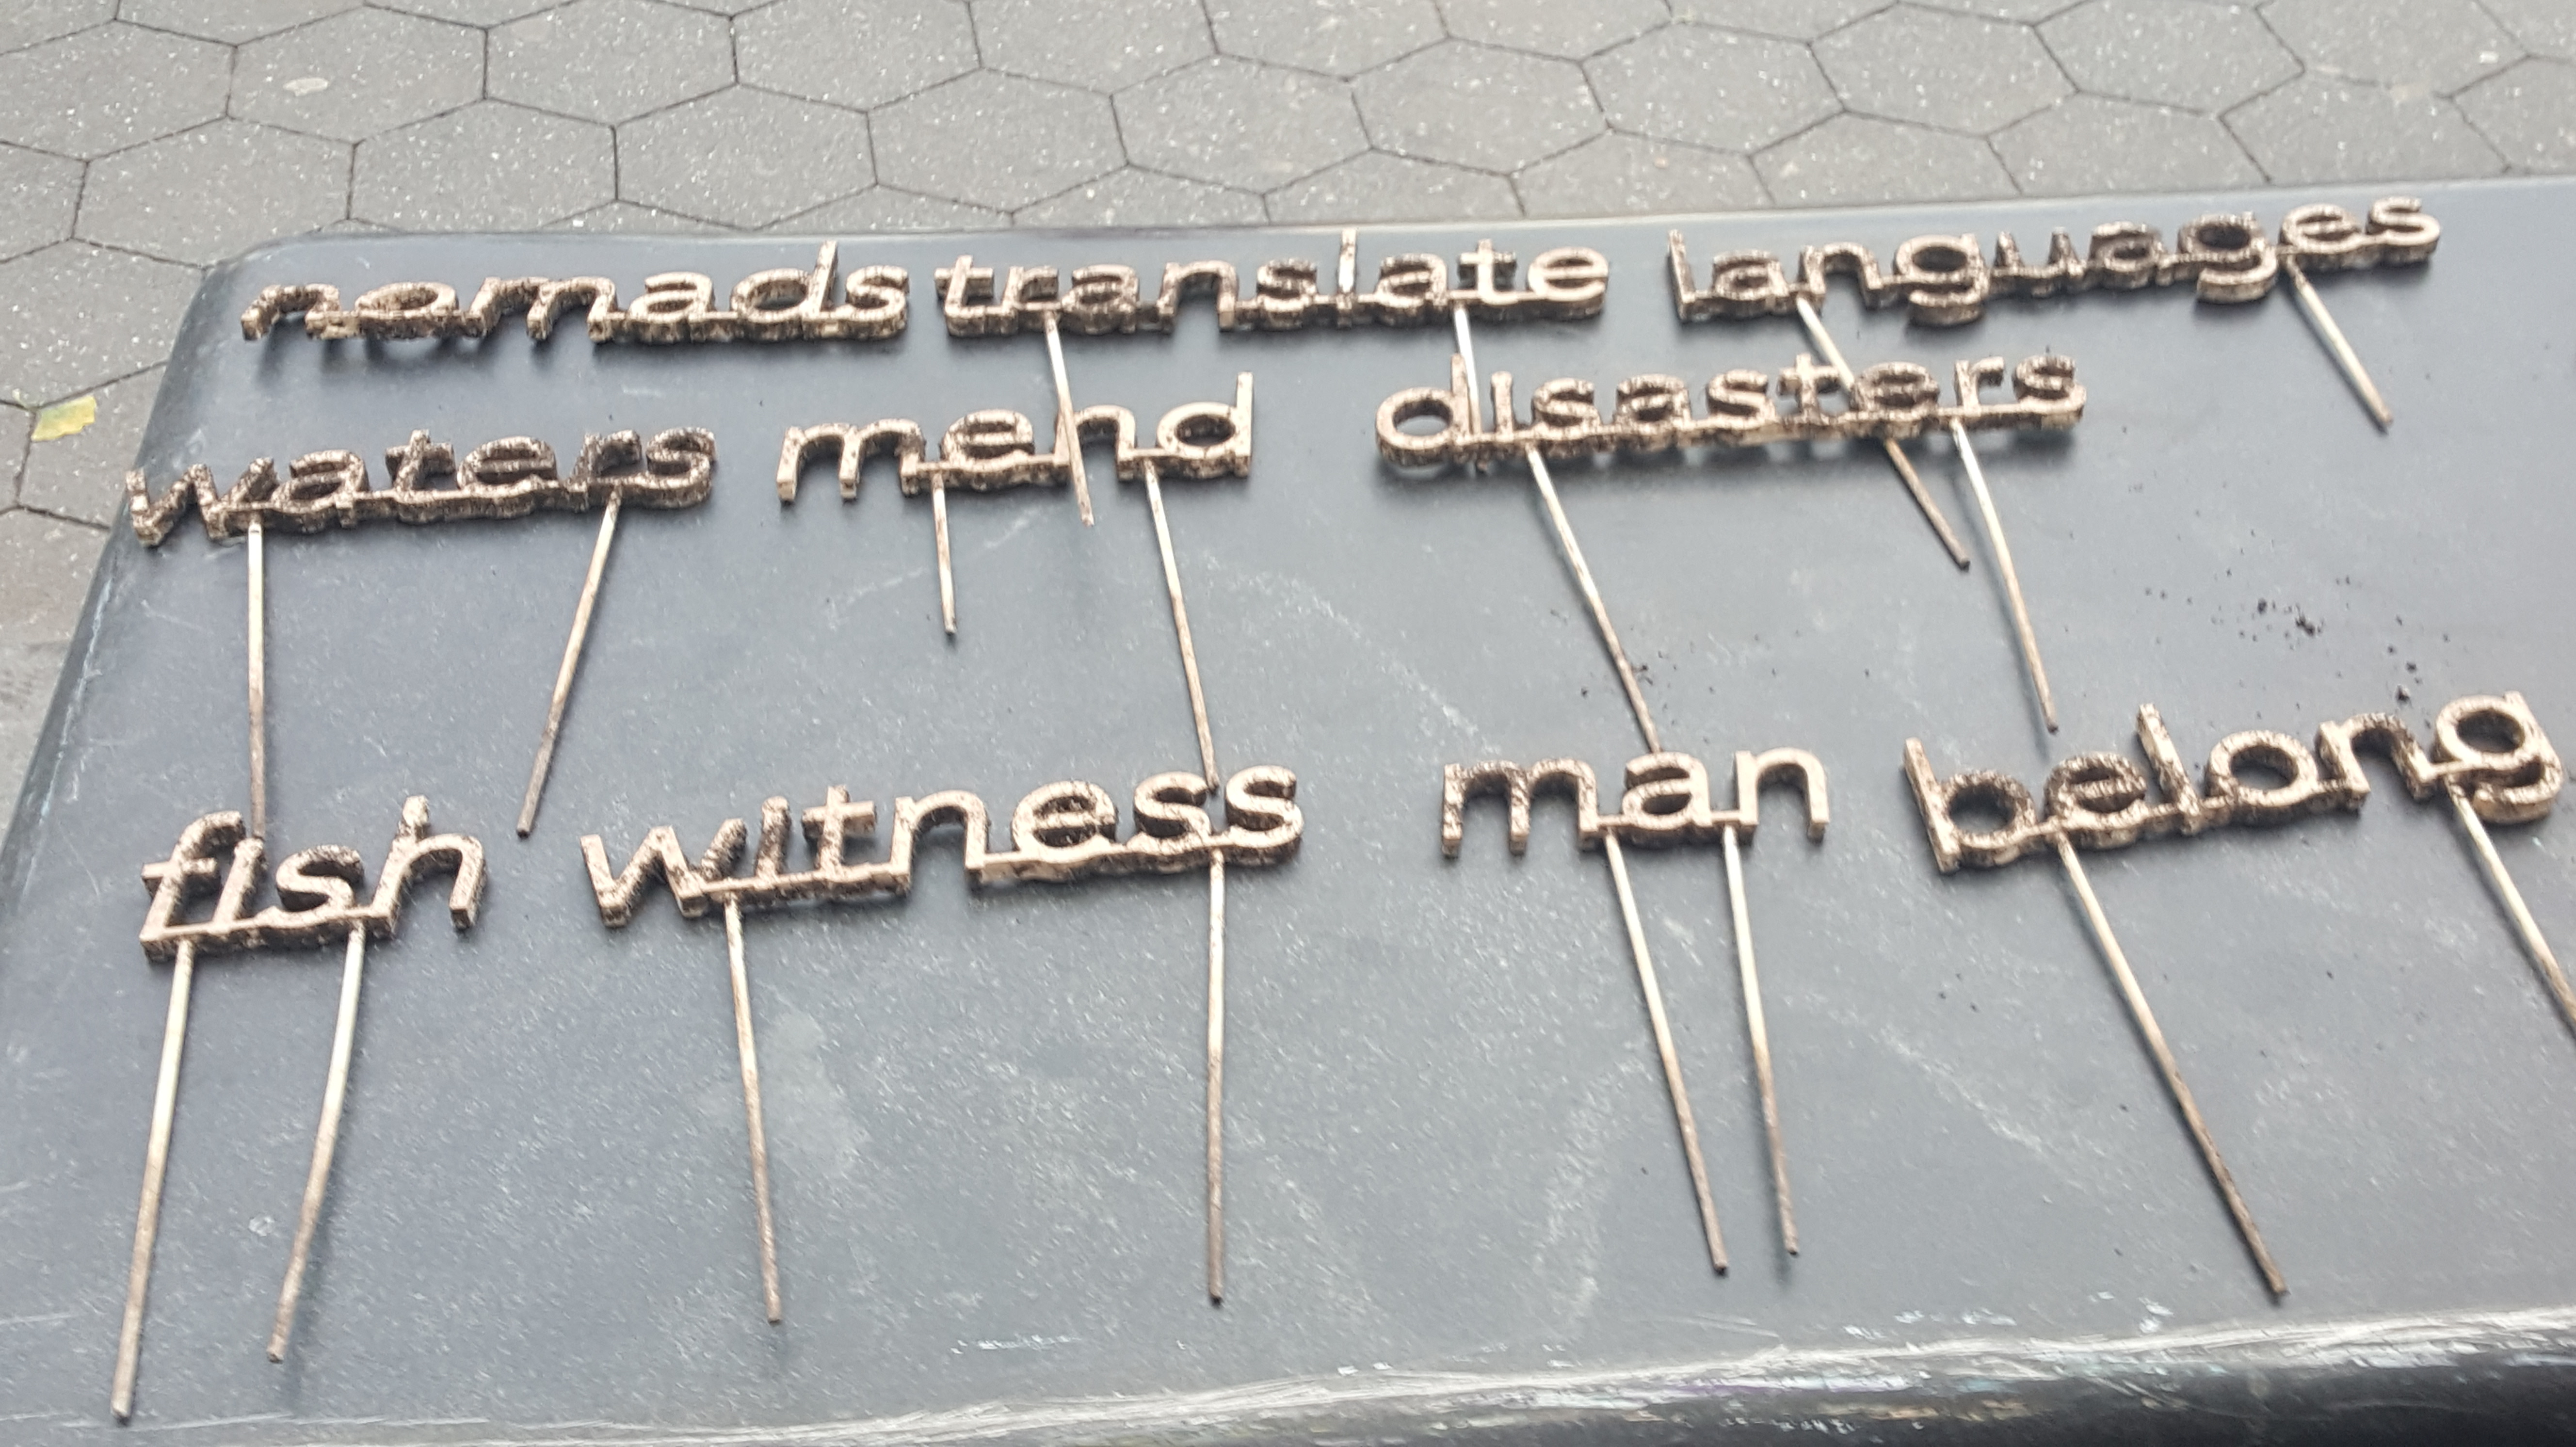 nomads translate languages
waters mend disasters
fish witness man belong